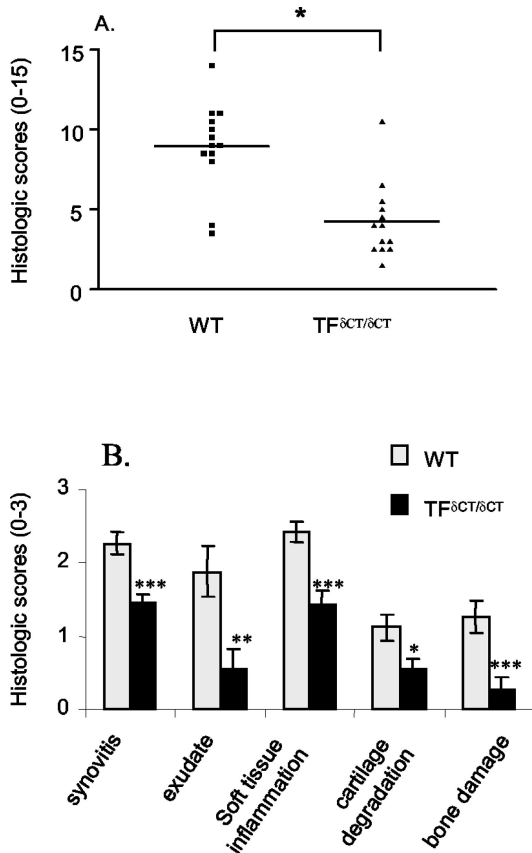 A.
*
Histologic scores (0-15)
15
10
5
0
WT
TFδCT/δCT
B.
WT
TFδCT/δCT
Histologic scores (0-3)
3
2
1
0
***
**
***
*
***
synovitis
exudate
Soft tissue
inflammation
cartilage
degradation
bone damage